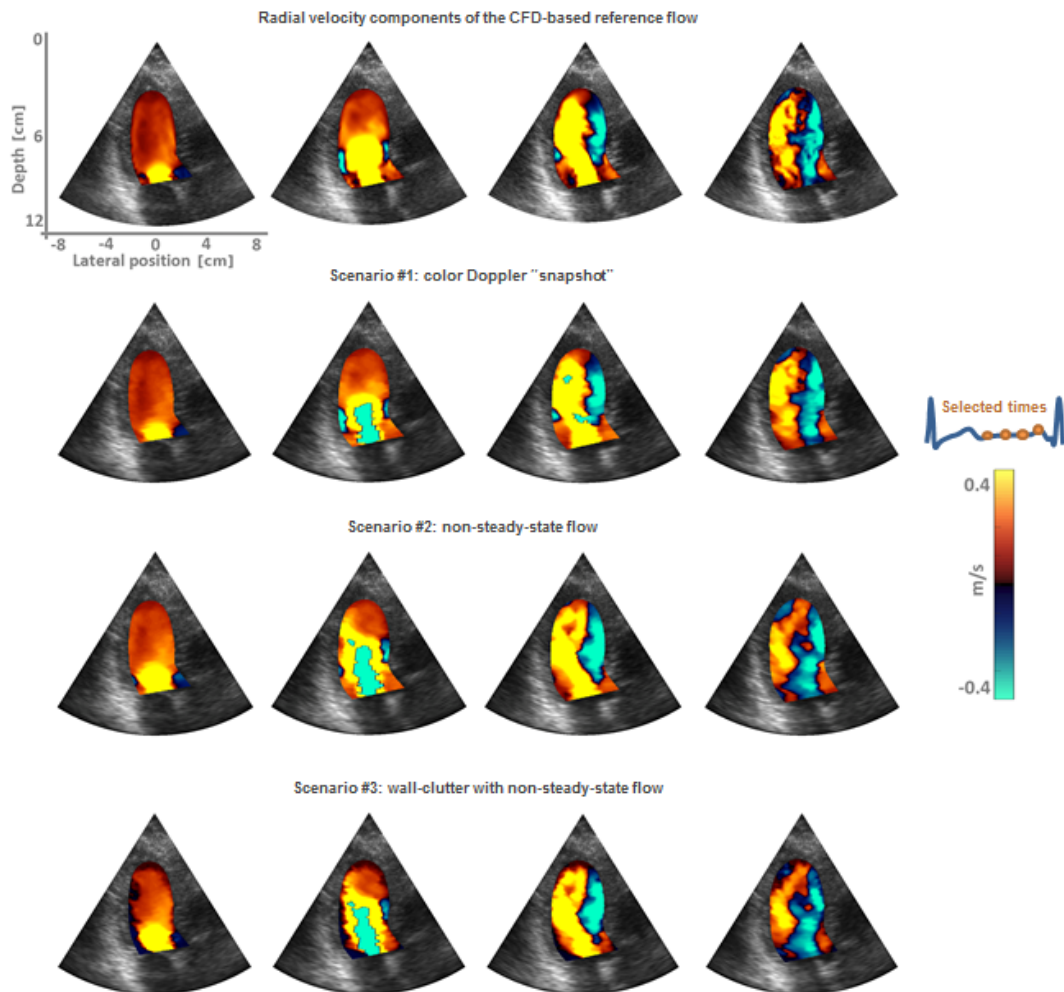 Radial velocity components of the CFD-based reference flow
0
Depth [cm]
6
12
-8 -4 0 4 8
Lateral position [cm]
Scenario #1: color Doppler "snapshot"
Selected times
0.4
m/s
-0.4
Scenario #2: non-steady-state flow
Scenario #3: wall-clutter with non-steady-state flow